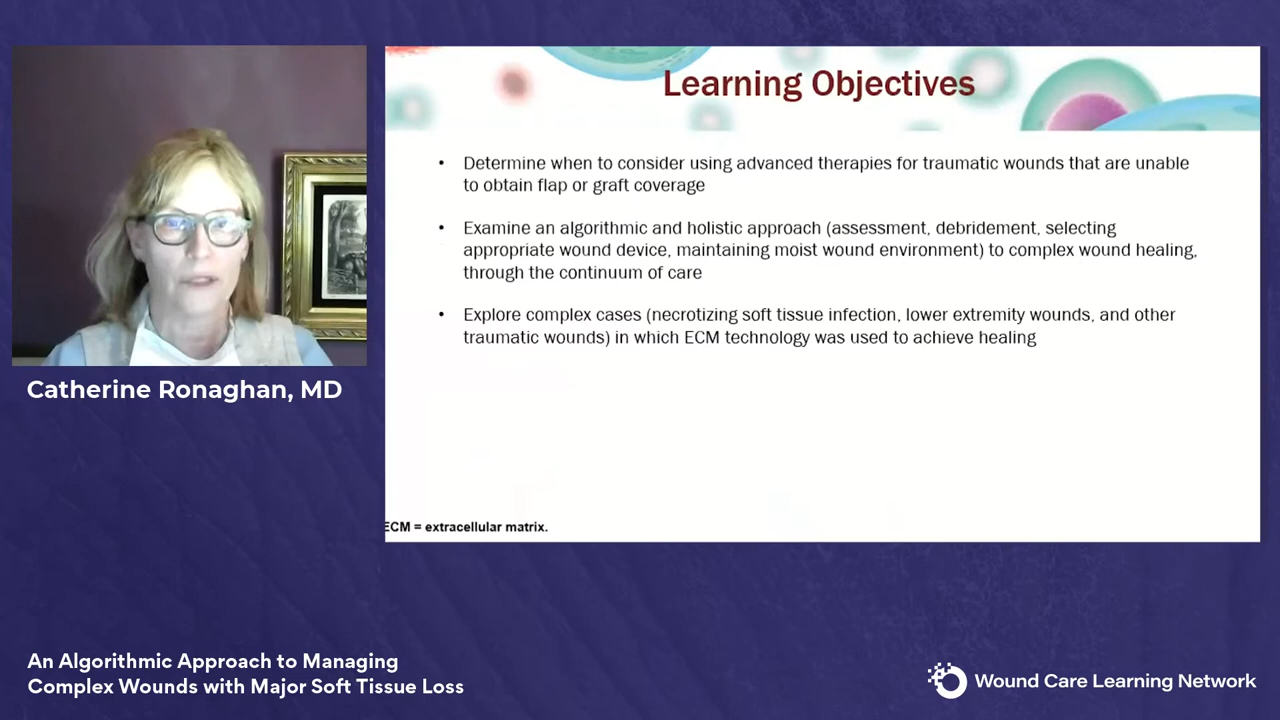 Learning Objectives
• Determine when to consider using advanced therapies for traumatic wounds that are unable
to obtain flap or graft coverage
• Examine an algorithmic and holistic approach (assessment, debridement, selecting
appropriate wound device, maintaining moist wound environment) to complex wound healing,
through the continuum of care
• Explore complex cases (necrotizing soft tissue infection, lower extremity wounds, and other
traumatic wounds) in which ECM technology was used to achieve healing
ECM = extracellular matrix.
Catherine Ronaghan, MD
An Algorithmic Approach to Managing
Complex Wounds with Major Soft Tissue Loss
Wound Care Learning Network